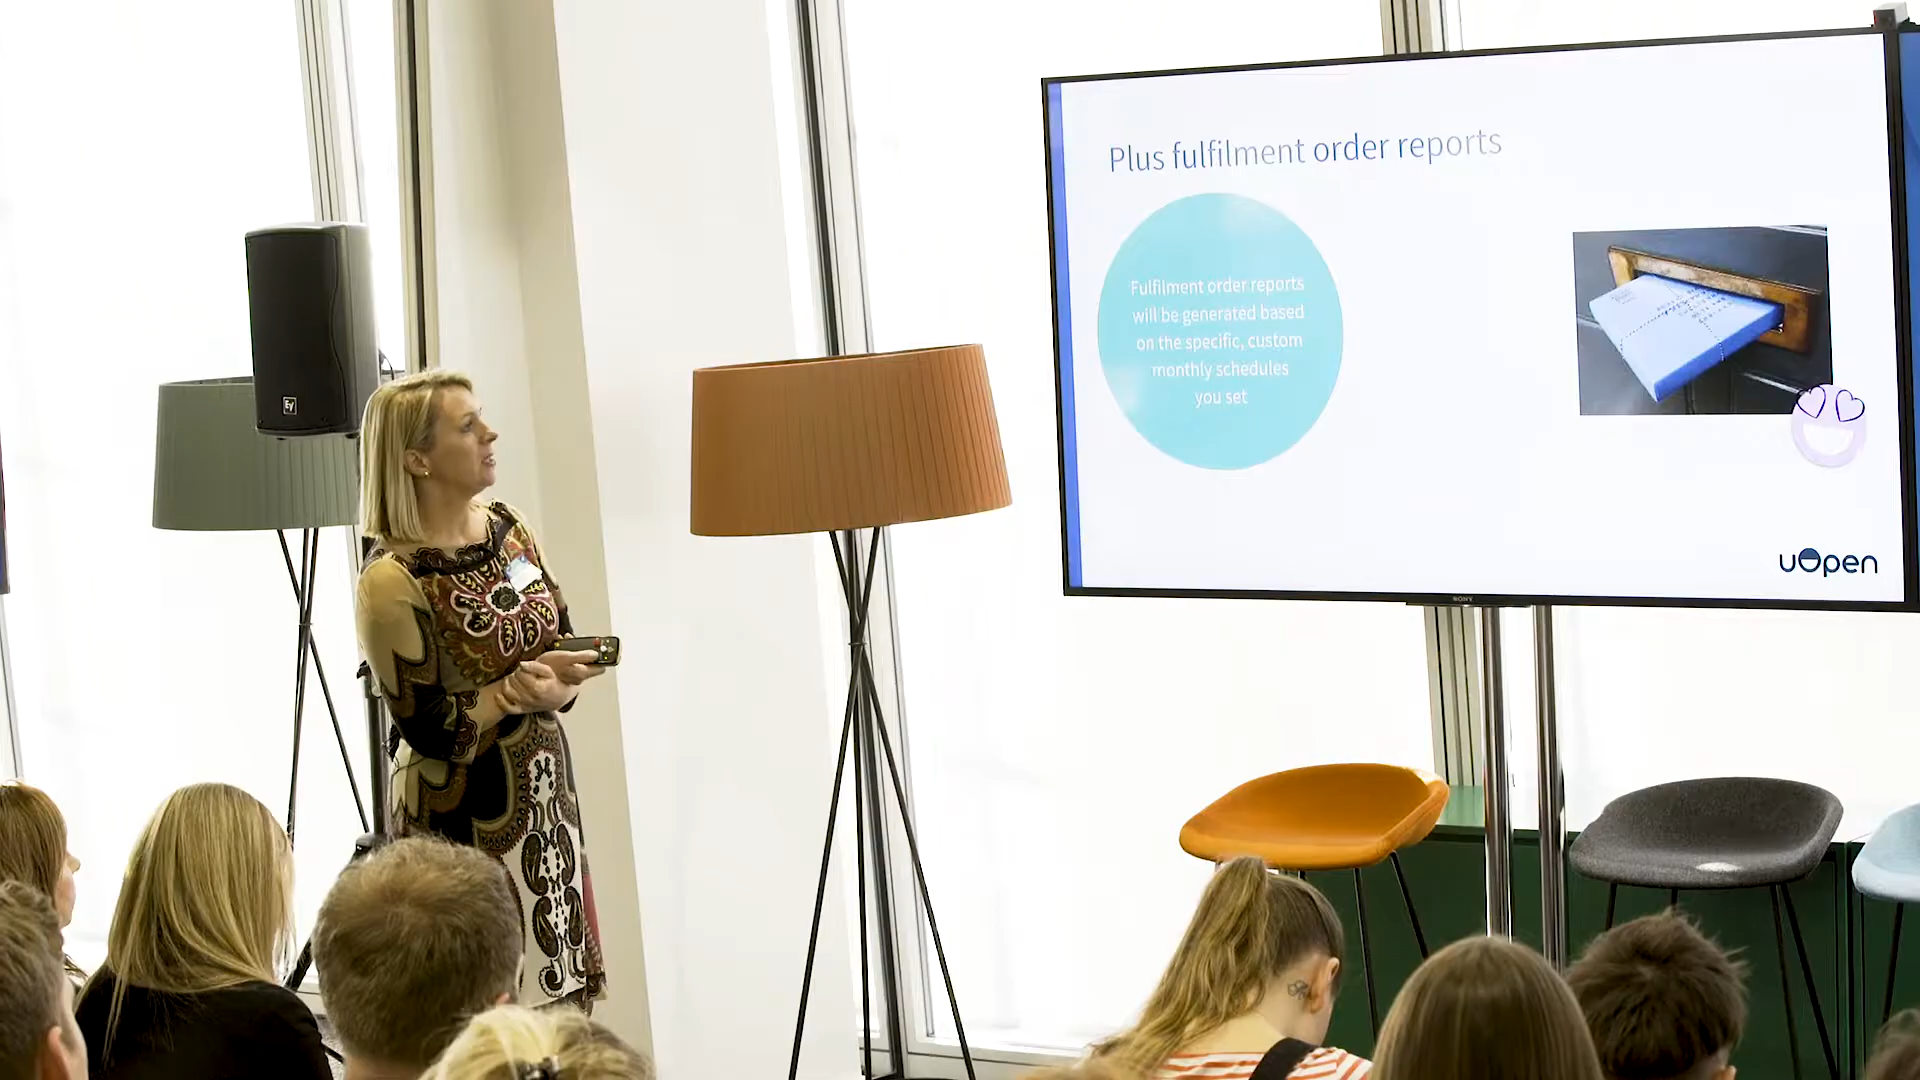 Plus fulfilment order reports
Fulfilment order reports
will be generated based
on the specific, custom
monthly schedules
you set
uOpen
SONY
EV